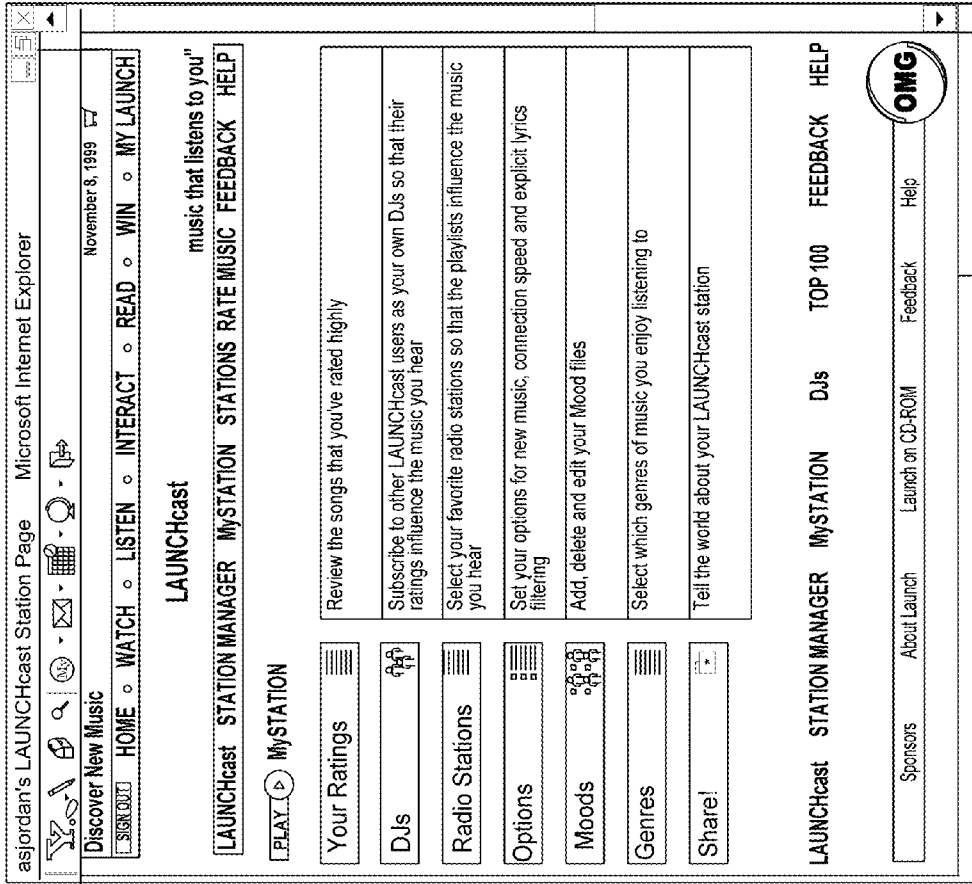 asjordan's LAUNCHcast Station Page Microsoft Internet Explorer
Y. My
Discover New Music November 8, 1999
SIGN OUT HOME o WATCH o LISTEN o INTERACT o READ o WIN o MY LAUNCH
LAUNCHcast music that listens to you"
LAUNCHcast STATION MANAGER MySTATION STATIONS RATE MUSIC FEEDBACK HELP
PLAY MySTATION
Your Ratings Review the songs that you've rated highly
DJs Subscribe to other LAUNCHcast users as your own DJs so that their
ratings influence the music you hear
Radio Stations Select your favorite radio stations so that the playlists influence the music
you hear
Options Set your options for new music, connection speed and explicit lyrics
filtering
Moods Add, delete and edit your Mood files
Genres Select which genres of music you enjoy listening to
Share! Tell the world about your LAUNCHcast station
LAUNCHcast STATION MANAGER MySTATION DJs TOP 100 FEEDBACK HELP
Sponsors About Launch Launch on CD-ROM Feedback Help OMG